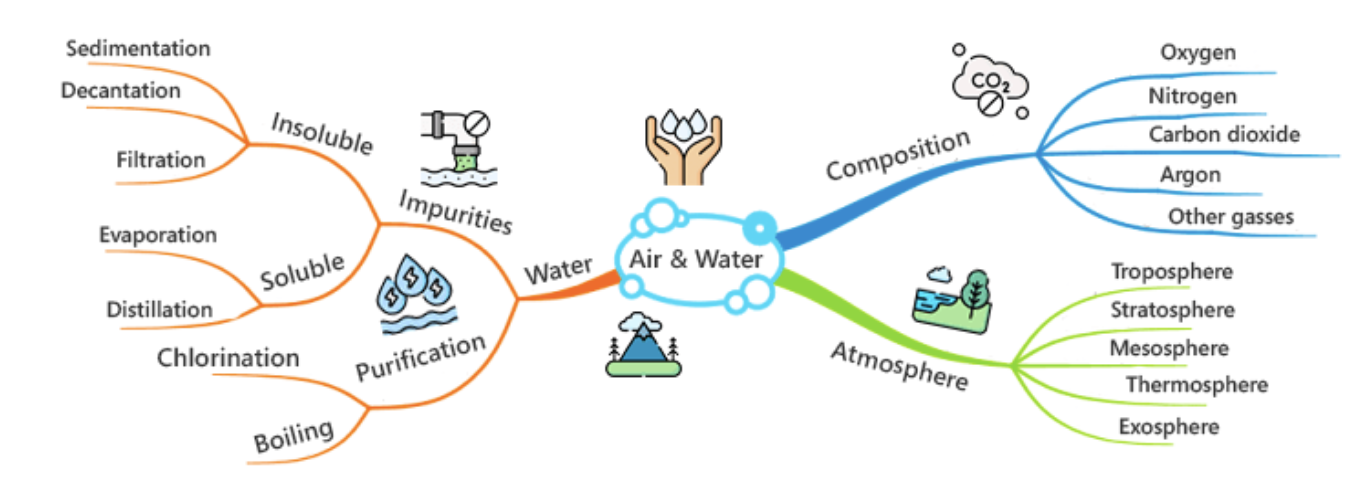 Sedimentation
Decantation
Filtration
Insoluble
Evaporation
Distillation
Soluble
Impurities
Chlorination
Boiling
Purification
Water
Air & Water
Composition
CO₂
Oxygen
Nitrogen
Carbon dioxide
Argon
Other gasses
Atmosphere
Troposphere
Stratosphere
Mesosphere
Thermosphere
Exosphere